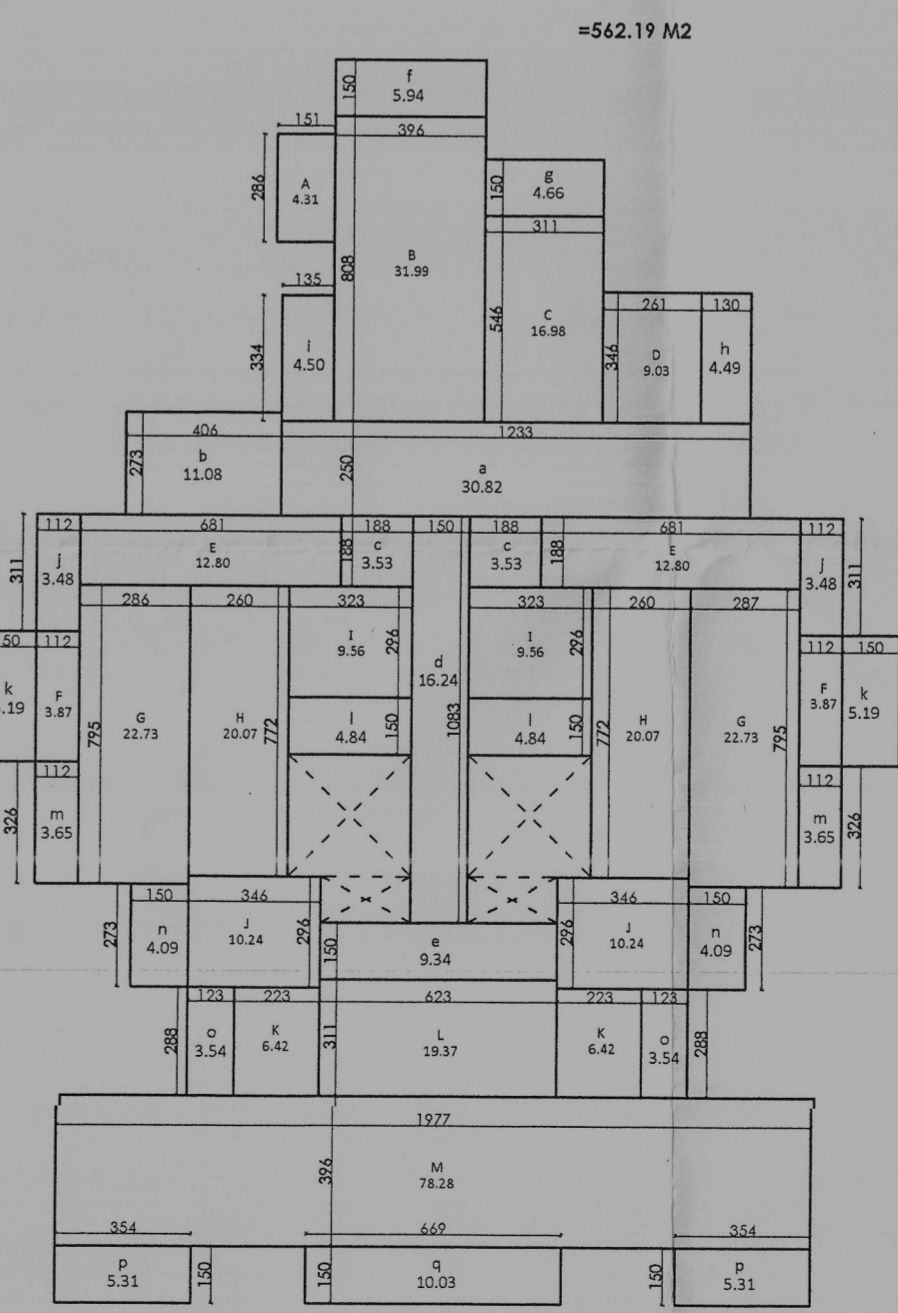 =562.19 M2
f
150
5.94
151
396
g
286
A
4.31
150
4.66
311
B
31.99
808
135
261
130
i
4.50
334
546
C
16.98
346
D
9.03
h
4.49
406
1233
273
b
11.08
250
a
30.82
112
681
188
150
188
681
112
311
j
3.48
E
12.80
188
c
3.53
c
3.53
188
E
12.80
j
3.48
311
286
260
323
323
260
287
50
112
I
9.56
296
d
16.24
I
9.56
296
112
150
k
.19
F
3.87
G
22.73
795
H
20.07
772
l
4.84
150
1083
l
4.84
150
772
H
20.07
G
22.73
795
F
3.87
k
5.19
112
112
326
m
3.65
m
3.65
326
150
346
346
150
273
n
4.09
J
10.24
296
150
e
9.34
296
J
10.24
n
4.09
273
123
223
623
223
123
288
o
3.54
K
6.42
311
L
19.37
K
6.42
o
3.54
288
1977
396
M
78.28
354
669
354
p
5.31
150
150
q
10.03
150
p
5.31